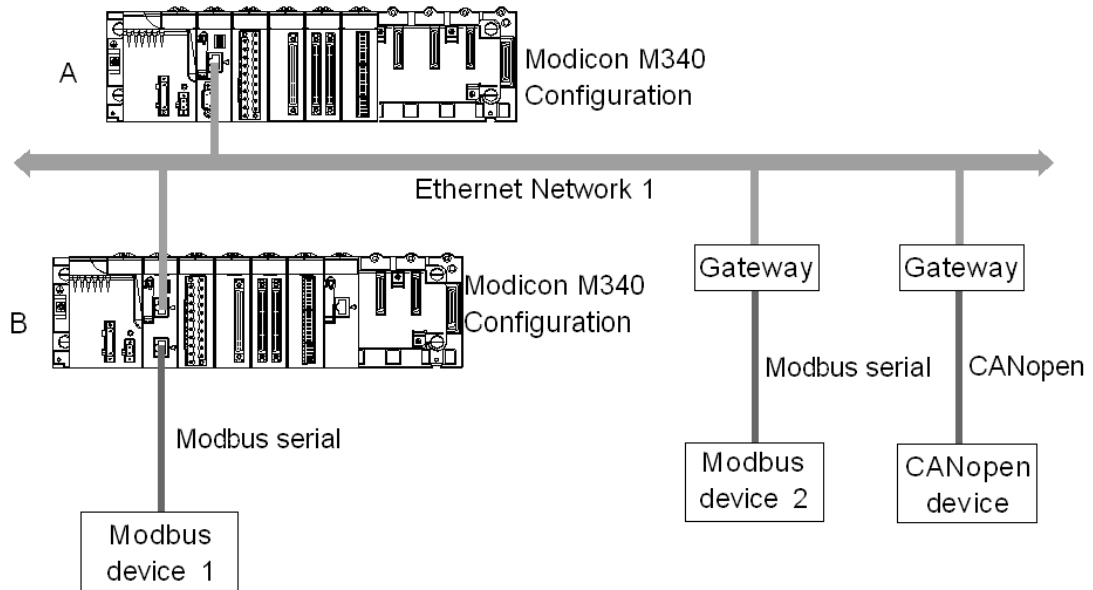 A
Modicon M340
Configuration
Ethernet Network 1
B
Modicon M340
Configuration
Gateway
Gateway
Modbus serial
CANopen
Modbus serial
Modbus
device 2
CANopen
device
Modbus
device 1